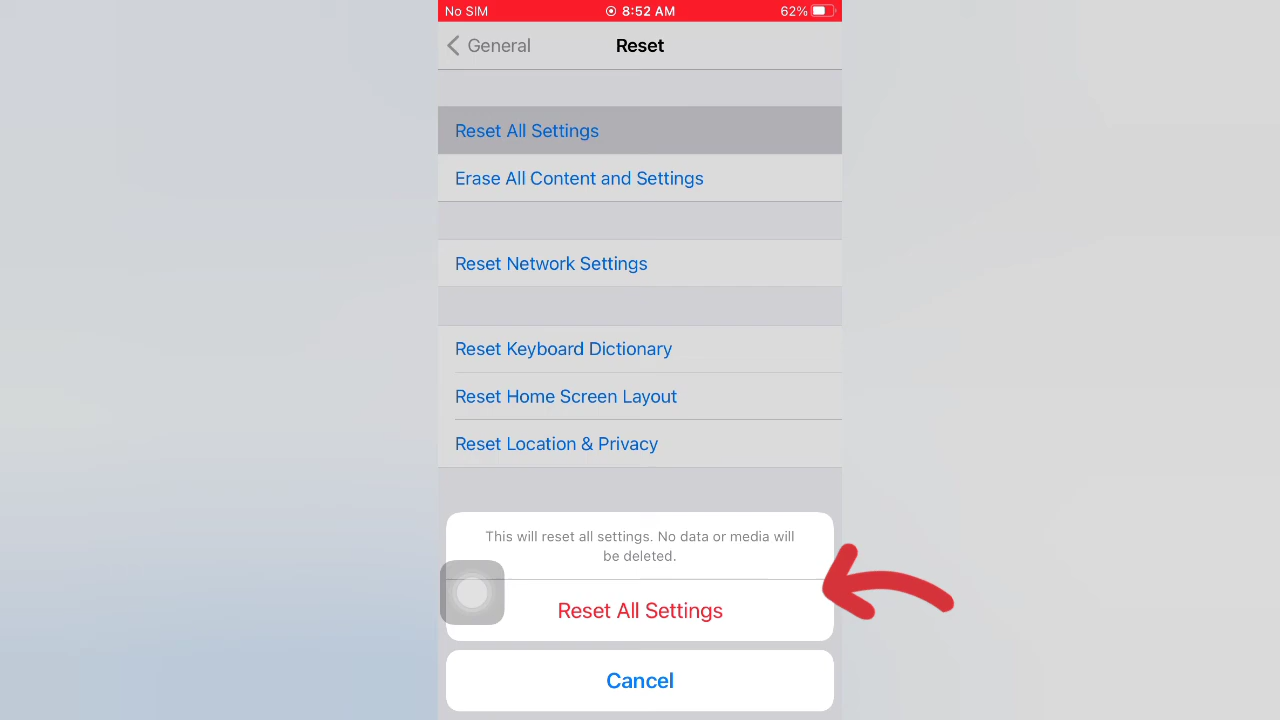 No SIM 8:52 AM 62%
General Reset
Reset All Settings
Erase All Content and Settings
Reset Network Settings
Reset Keyboard Dictionary
Reset Home Screen Layout
Reset Location & Privacy
This will reset all settings. No data or media will
be deleted.
Reset All Settings
Cancel